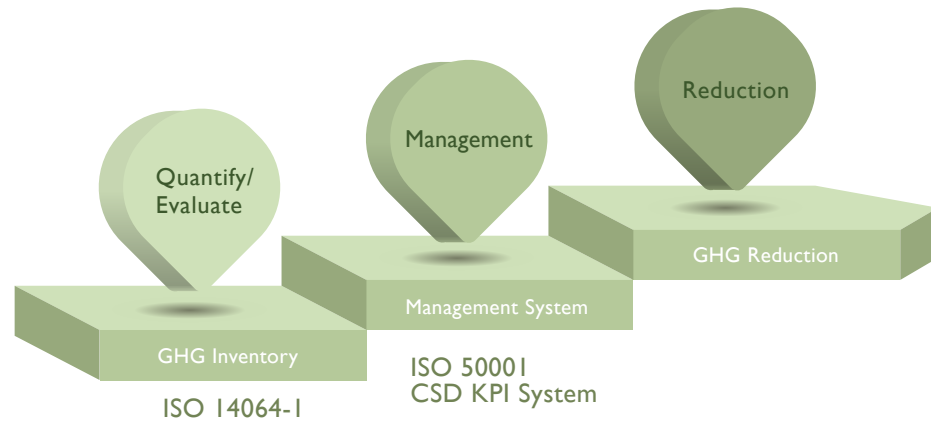 Quantify/
Evaluate
GHG Inventory
ISO 14064-1
Management
Management System
ISO 50001
CSD KPI System
Reduction
GHG Reduction